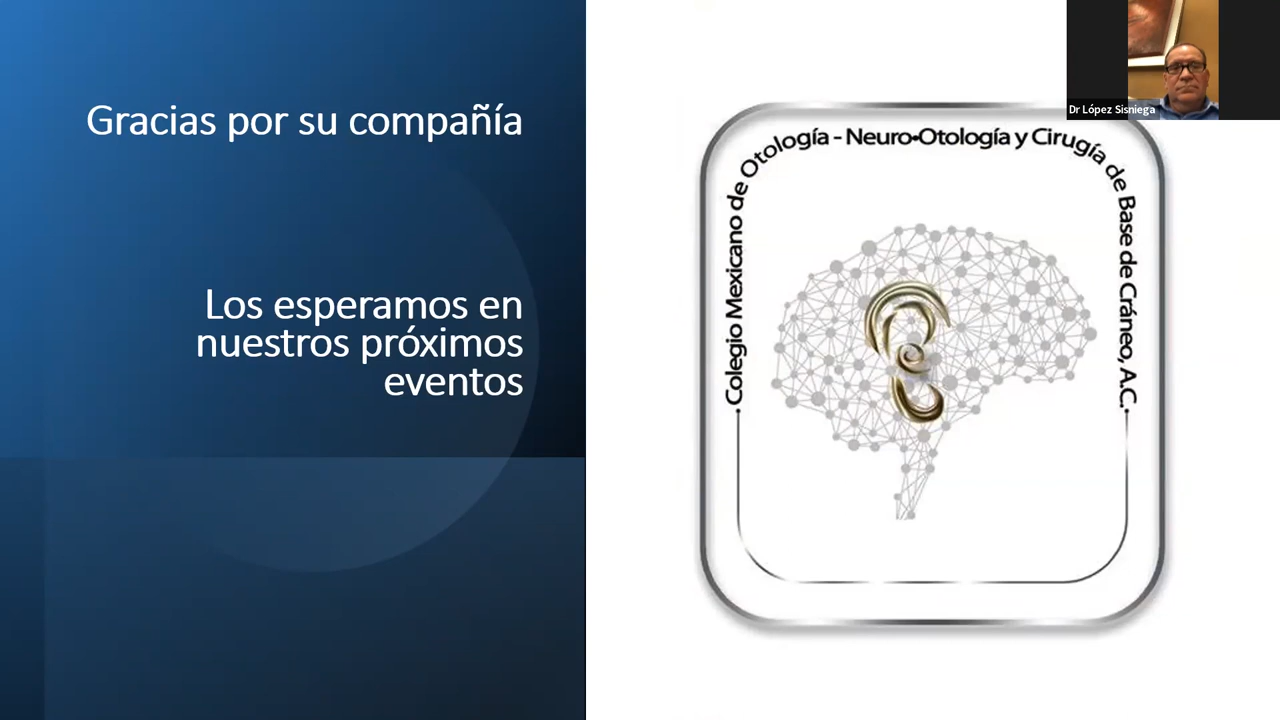 Gracias por su compañía
Los esperamos en
nuestros próximos
eventos
Colegio Mexicano de Otología - Neuro•Otología y Cirugía de Base de Cráneo, A.C.
Dr López Sisniega